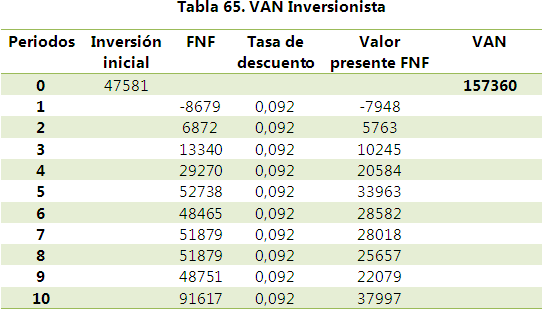 Tabla 65. VAN Inversionista
Periodos Inversión inicial FNF Tasa de descuento Valor presente FNF VAN
0 47581 157360
1 -8679 0,092 -7948
2 6872 0,092 5763
3 13340 0,092 10245
4 29270 0,092 20584
5 52738 0,092 33963
6 48465 0,092 28582
7 51879 0,092 28018
8 51879 0,092 25657
9 48751 0,092 22079
10 91617 0,092 37997